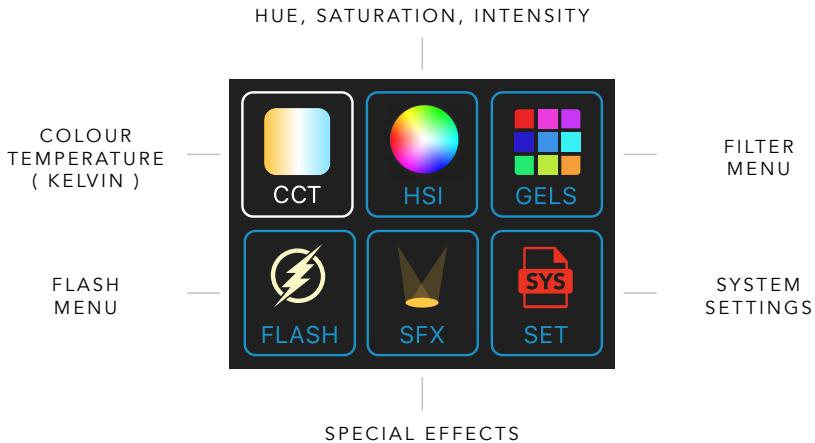 HUE, SATURATION, INTENSITY
COLOUR
TEMPERATURE
( KELVIN )
CCT
HSI
GELS
FILTER
MENU
FLASH
MENU
SYS
FLASH
SFX
SET
SYSTEM
SETTINGS
SPECIAL EFFECTS